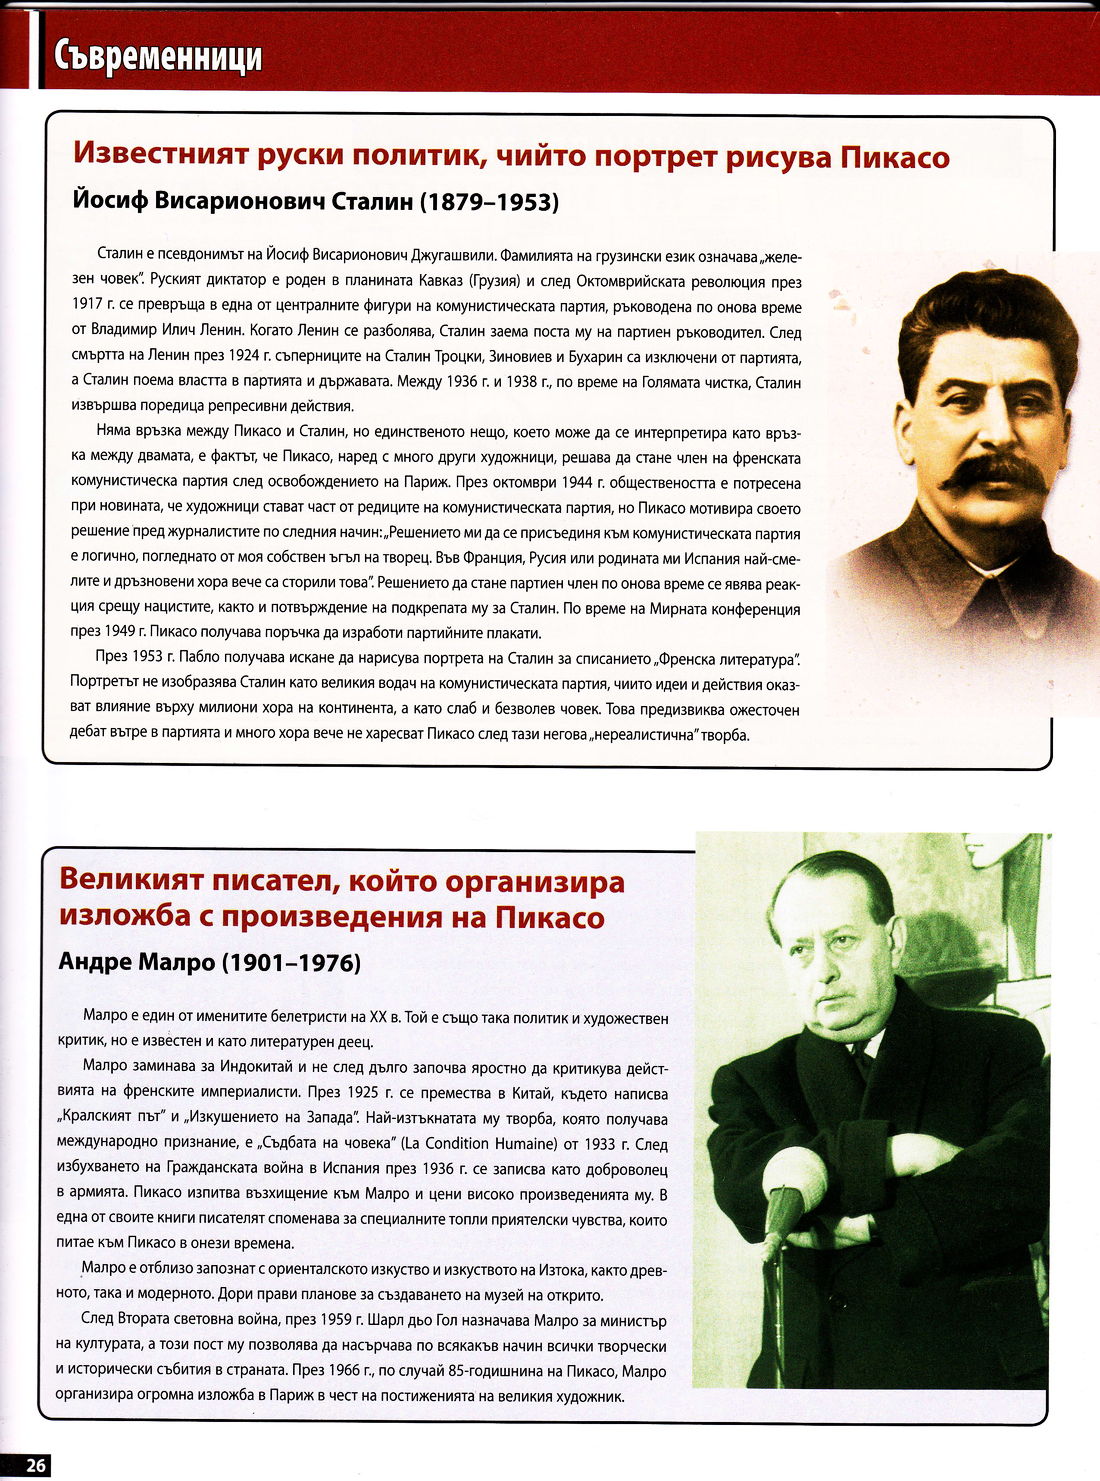 Съвременници
Известният руски политик, чийто портрет рисува Пикасо
Йосиф Висарионович Сталин (1879–1953)
Сталин е псевдонимът на Йосиф Висарионович Джугашвили. Фамилията на грузински език означава „желе-
зен човек”. Руският диктатор е роден в планината Кавказ (Грузия) и след Октомврийската революция през
1917 г. се превръща в една от централните фигури на комунистическата партия, ръководена по онова време
от Владимир Илич Ленин. Когато Ленин се разболява, Сталин заема поста му на партиен ръководител. След
смъртта на Ленин през 1924 г. съперниците на Сталин Троцки, Зиновиев и Бухарин са изключени от партията,
а Сталин поема властта в партията и държавата. Между 1936 г. и 1938 г., по време на Голямата чистка, Сталин
извършва поредица репресивни действия.
Няма връзка между Пикасо и Сталин, но единственото нещо, което може да се интерпретира като връз-
ка между двамата, е фактът, че Пикасо, наред с много други художници, решава да стане член на френската
комунистическа партия след освобождението на Париж. През октомври 1944 г. обществеността е потресена
при новината, че художници стават част от редиците на комунистическата партия, но Пикасо мотивира своето
решение пред журналистите по следния начин: „Решението ми да се присъединя към комунистическата партия
е логично, погледнато от моя собствен ъгъл на творец. Във Франция, Русия или родината ми Испания най-сме-
лите и дръзновени хора вече са сторили това”. Решението да стане партиен член по онова време се явява реак-
ция срещу нацистите, както и потвърждение на подкрепата му за Сталин. По време на Мирната конференция
през 1949 г. Пикасо получава поръчка да изработи партийните плакати.
През 1953 г. Пабло получава искане да нарисува портрета на Сталин за списанието „Френска литература”.
Портретът не изобразява Сталин като великия водач на комунистическата партия, чиито идеи и действия оказ-
ват влияние върху милиони хора на континента, а като слаб и безволев човек. Това предизвиква ожесточен
дебат вътре в партията и много хора вече не харесват Пикасо след тази негова „нереалистична” творба.
Великият писател, който организира
изложба с произведения на Пикасо
Андре Малро (1901–1976)
Малро е един от именитите белетристи на XX в. Той е също така политик и художествен
критик, но е известен и като литературен деец.
Малро заминава за Индокитай и не след дълго започва яростно да критикува дейст-
вията на френските империалисти. През 1925 г. се премества в Китай, където написва
„Кралският път” и „Изкушението на Запада”. Най-изтъкнатата му творба, която получава
международно признание, е „Съдбата на човека” (La Condition Humaine) от 1933 г. След
избухването на Гражданската война в Испания през 1936 г. се записва като доброволец
в армията. Пикасо изпитва възхищение към Малро и цени високо произведенията му. В
една от своите книги писателят споменава за специалните топли приятелски чувства, които
питае към Пикасо в онези времена.
Малро е отблизо запознат с ориенталското изкуство и изкуството на Изтока, както древ-
ното, така и модерното. Дори прави планове за създаването на музей на открито.
След Втората световна война, през 1959 г. Шарл дьо Гол назначава Малро за министър
на културата, а този пост му позволява да насърчава по всякакъв начин всички творчески
и исторически събития в страната. През 1966 г., по случай 85-годишнина на Пикасо, Малро
организира огромна изложба в Париж в чест на постиженията на великия художник.
26